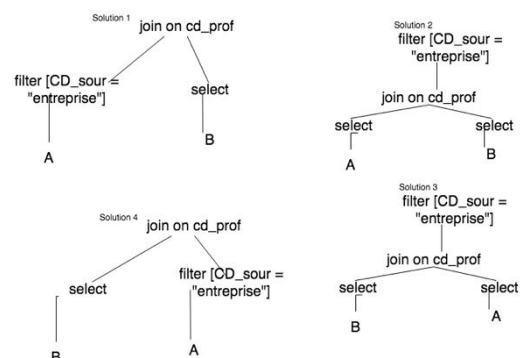 Solution 1
join on cd_prof
filter [CD_sour =
"entreprise"]
select
A
B
Solution 2
filter [CD_sour =
"entreprise"]
join on cd_prof
select
select
A
B
Solution 4
join on cd_prof
select
filter [CD_sour =
"entreprise"]
B
A
Solution 3
filter [CD_sour =
"entreprise"]
join on cd_prof
select
select
B
A